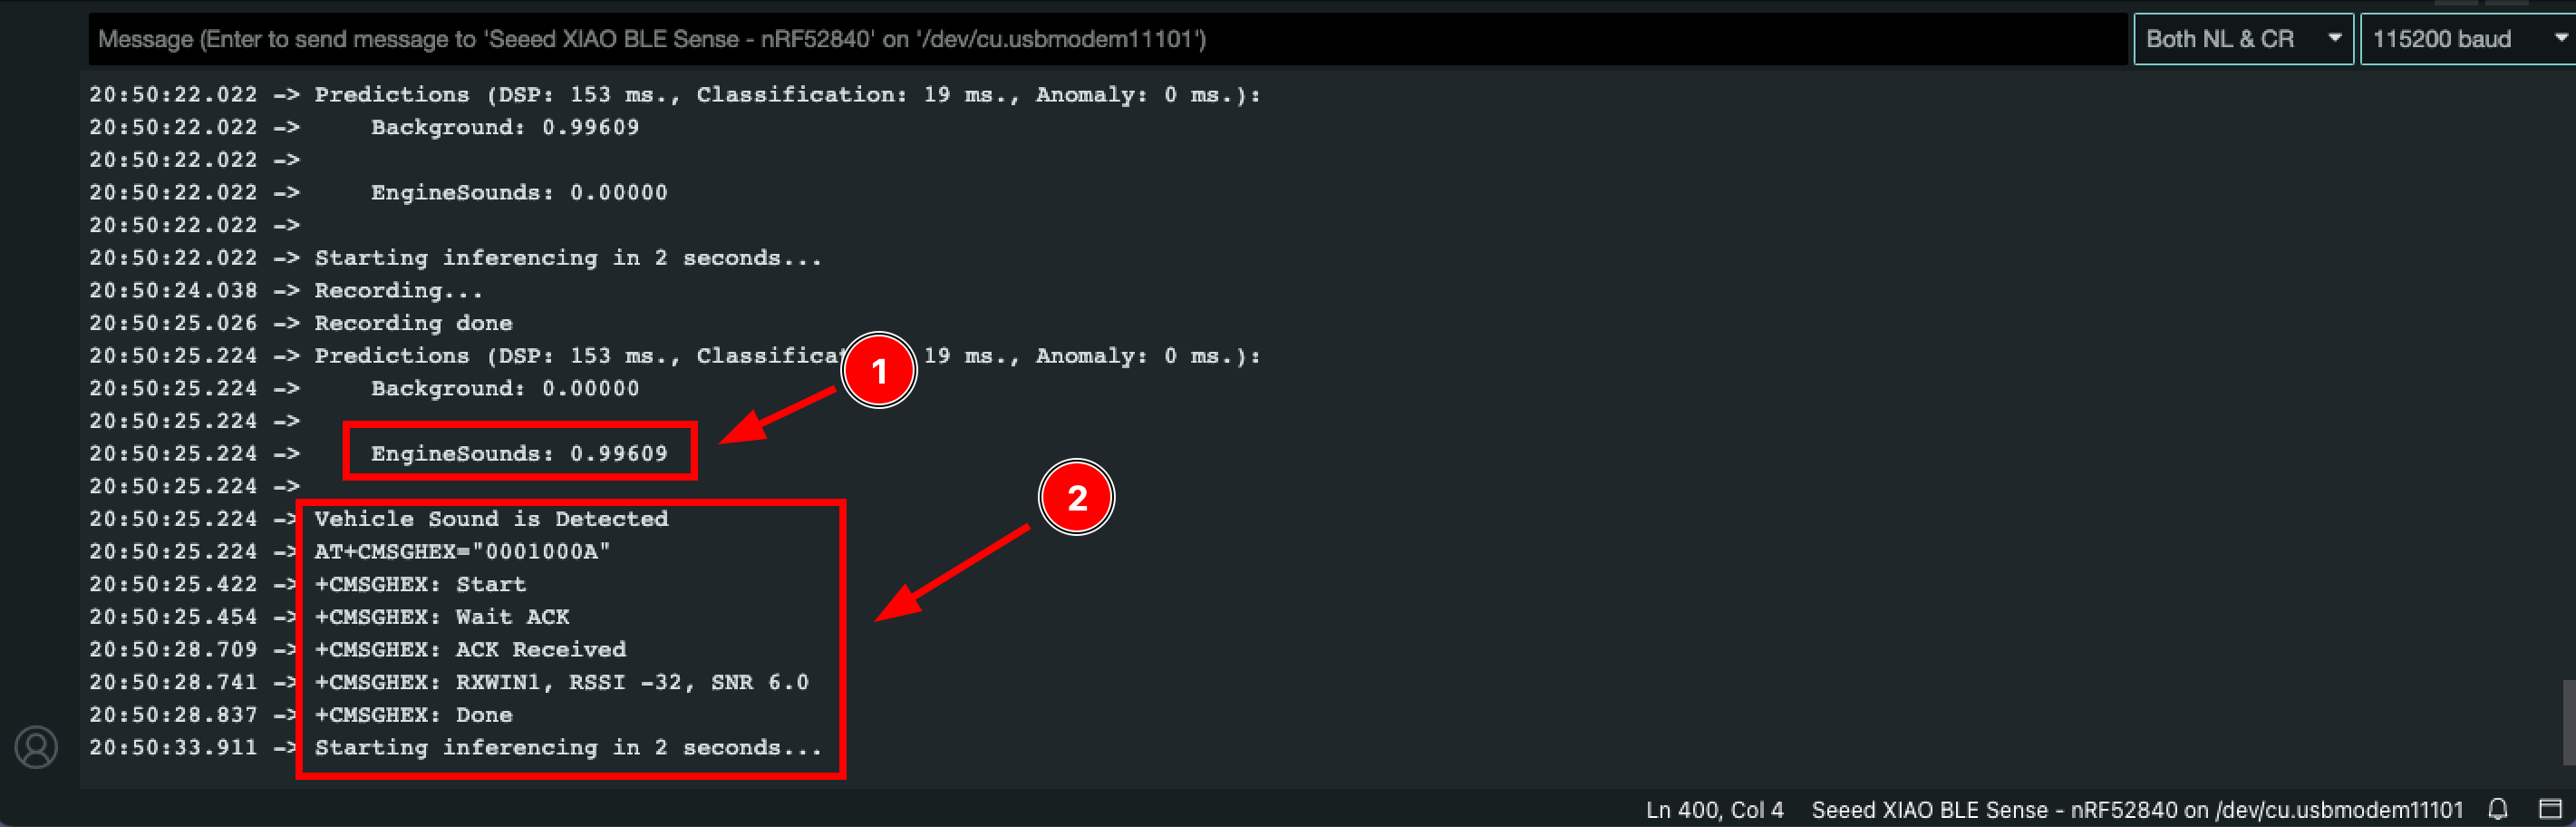 Message (Enter to send message to 'Seeed XIAO BLE Sense - nRF52840' on '/dev/cu.usbmodem11101')
Both NL & CR
115200 baud
20:50:22.022 -> Predictions (DSP: 153 ms., Classification: 19 ms., Anomaly: 0 ms.):
20:50:22.022 ->     Background: 0.99609
20:50:22.022 ->
20:50:22.022 ->     EngineSounds: 0.00000
20:50:22.022 ->
20:50:22.022 -> Starting inferencing in 2 seconds...
20:50:24.038 -> Recording...
20:50:25.026 -> Recording done
20:50:25.224 -> Predictions (DSP: 153 ms., Classificat 19 ms., Anomaly: 0 ms.):
1
20:50:25.224 ->     Background: 0.00000
20:50:25.224 ->
20:50:25.224 ->     EngineSounds: 0.99609
20:50:25.224 ->
2
20:50:25.224 -> Vehicle Sound is Detected
20:50:25.224 -> AT+CMSGHEX="0001000A"
20:50:25.422 -> +CMSGHEX: Start
20:50:25.454 -> +CMSGHEX: Wait ACK
20:50:28.709 -> +CMSGHEX: ACK Received
20:50:28.741 -> +CMSGHEX: RXWIN1, RSSI -32, SNR 6.0
20:50:28.837 -> +CMSGHEX: Done
20:50:33.911 -> Starting inferencing in 2 seconds...
Ln 400, Col 4 Seeed XIAO BLE Sense - nRF52840 on /dev/cu.usbmodem11101